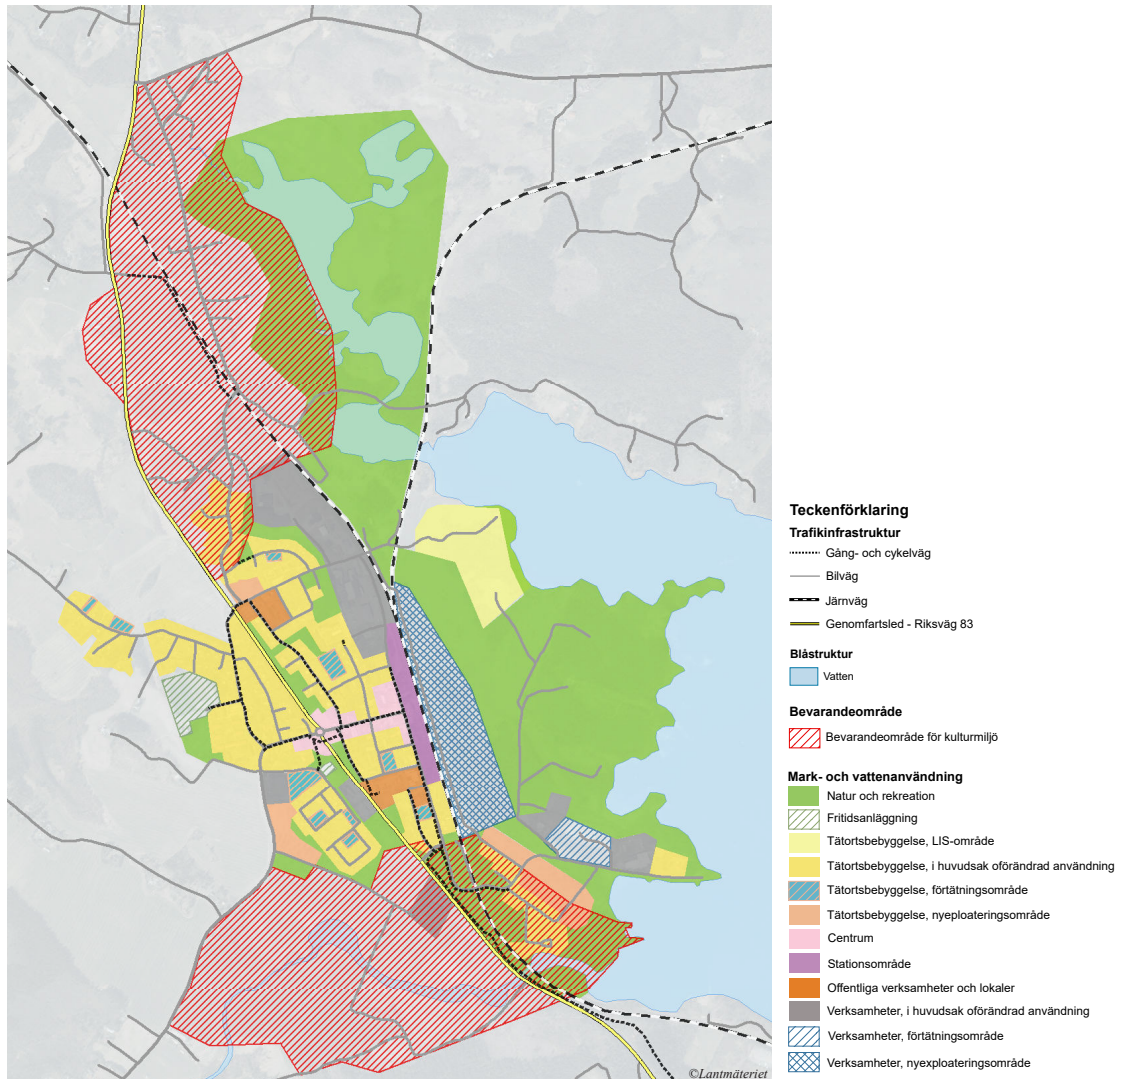 Teckenförklaring
Trafikinfrastruktur
Gång- och cykelväg
Bilväg
Järnväg
Genomfartsled - Riksväg 83
Blåstruktur
Vatten
Bevarandeområde
Bevarandeområde för kulturmiljö
Mark- och vattenanvändning
Natur och rekreation
Fritidsanläggning
Tätortsbebyggelse, LIS-område
Tätortsbebyggelse, i huvudsak oförändrad användning
Tätortsbebyggelse, förtätningsområde
Tätortsbebyggelse, nyeploateringsområde
Centrum
Stationsområde
Offentliga verksamheter och lokaler
Verksamheter, i huvudsak oförändrad användning
Verksamheter, förtätningsområde
Verksamheter, nyexploateringsområde
©Lantmäteriet